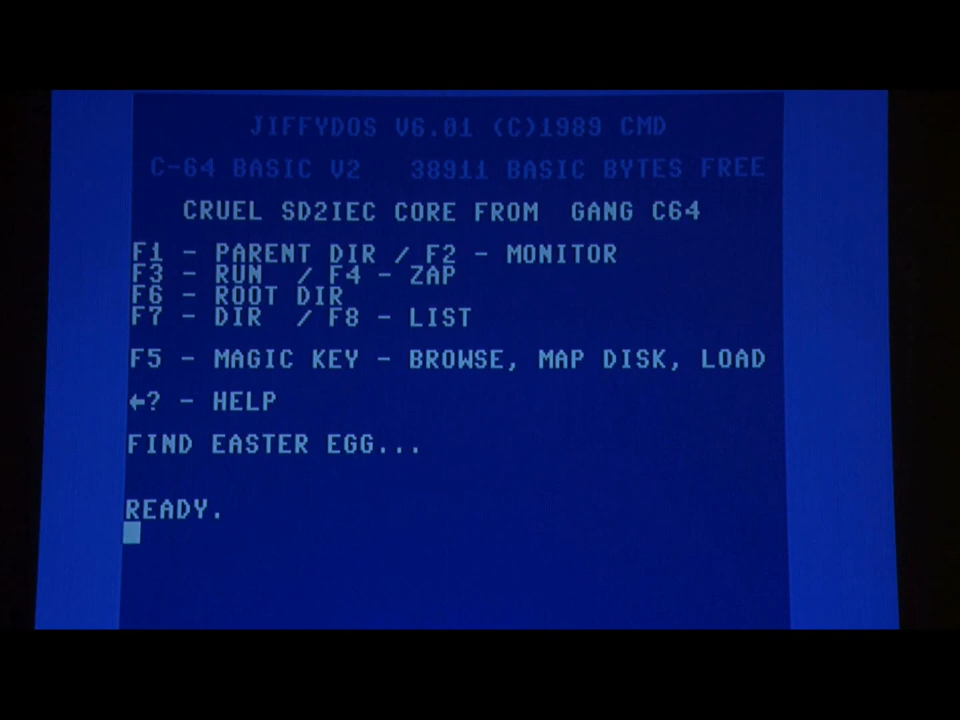 JIFFYDOS V6.01 (C)1989 CMD
C-64 BASIC V2   38911 BASIC BYTES FREE
CRUEL SD2IEC CORE FROM  GANG C64
F1 - PARENT DIR / F2 - MONITOR
F3 - RUN  / F4 - ZAP
F6 - ROOT DIR
F7 - DIR  / F8 - LIST
F5 - MAGIC KEY - BROWSE, MAP DISK, LOAD
←? - HELP
FIND EASTER EGG...
READY.